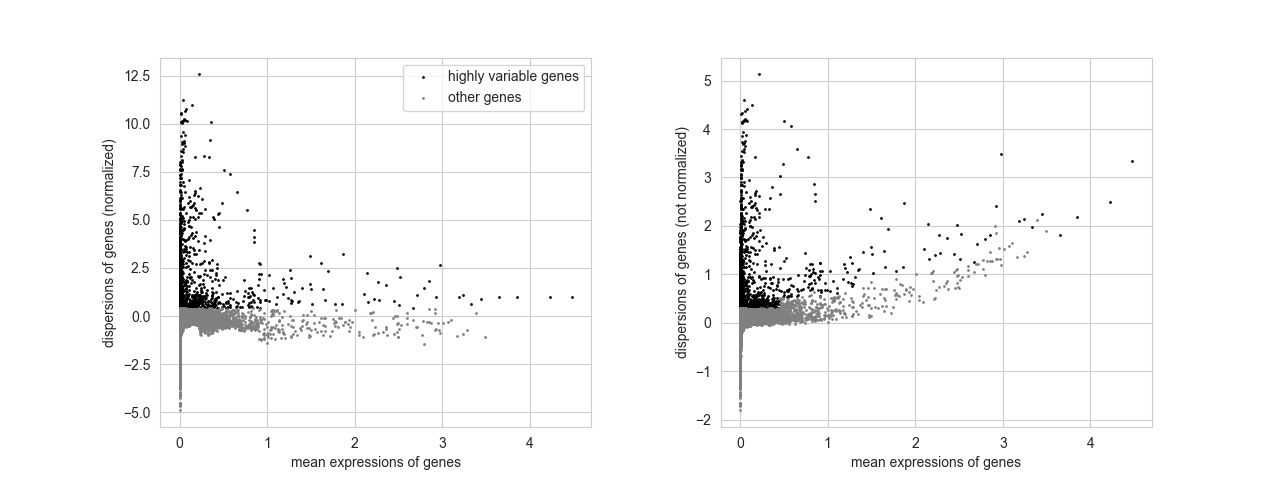 12.5
10.0
7.5
5.0
2.5
0.0
−2.5
−5.0
dispersions of genes (normalized)
highly variable genes
other genes
0 1 2 3 4
mean expressions of genes
5
4
3
2
1
0
−1
−2
dispersions of genes (not normalized)
0 1 2 3 4
mean expressions of genes